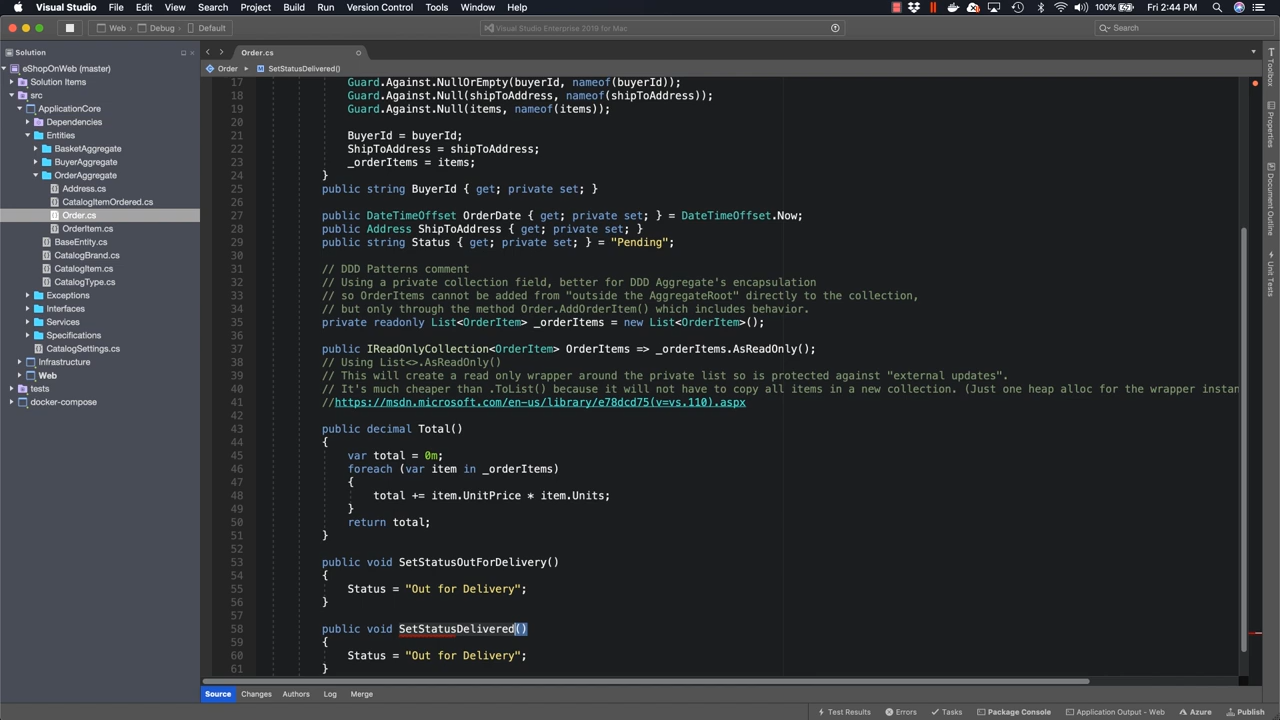 Visual Studio File Edit View Search Project Build Run Version Control Tools Window Help 100% Fri 2:44 PM
Web Debug Default Visual Studio Enterprise 2019 for Mac Search
Solution
Order.cs
eShopOnWeb (master)
Order SetStatusDelivered()
Solution Items
src
ApplicationCore
Dependencies
Entities
BasketAggregate
BuyerAggregate
OrderAggregate
Address.cs
CatalogItemOrdered.cs
Order.cs
OrderItem.cs
BaseEntity.cs
CatalogBrand.cs
CatalogItem.cs
CatalogType.cs
Exceptions
Interfaces
Services
Specifications
CatalogSettings.cs
Infrastructure
Web
tests
docker-compose
17 Guard.Against.NullOrEmpty(buyerId, nameof(buyerId));
18 Guard.Against.Null(shipToAddress, nameof(shipToAddress));
19 Guard.Against.Null(items, nameof(items));
20
21 BuyerId = buyerId;
22 ShipToAddress = shipToAddress;
23 _orderItems = items;
24 }
25 public string BuyerId { get; private set; }
26
27 public DateTimeOffset OrderDate { get; private set; } = DateTimeOffset.Now;
28 public Address ShipToAddress { get; private set; }
29 public string Status { get; private set; } = "Pending";
30
31 // DDD Patterns comment
32 // Using a private collection field, better for DDD Aggregate's encapsulation
33 // so OrderItems cannot be added from "outside the AggregateRoot" directly to the collection,
34 // but only through the method Order.AddOrderItem() which includes behavior.
35 private readonly List<OrderItem> _orderItems = new List<OrderItem>();
36
37 public IReadOnlyCollection<OrderItem> OrderItems => _orderItems.AsReadOnly();
38 // Using List<>.AsReadOnly()
39 // This will create a read only wrapper around the private list so is protected against "external updates".
40 // It's much cheaper than .ToList() because it will not have to copy all items in a new collection. (Just one heap alloc for the wrapper instan
41 //https://msdn.microsoft.com/en-us/library/e78dcd75(v=vs.110).aspx
42
43 public decimal Total()
44 {
45 var total = 0m;
46 foreach (var item in _orderItems)
47 {
48 total += item.UnitPrice * item.Units;
49 }
50 return total;
51 }
52
53 public void SetStatusOutForDelivery()
54 {
55 Status = "Out for Delivery";
56 }
57
58 public void SetStatusDelivered()
59 {
60 Status = "Out for Delivery";
61 }
Toolbox
Properties
Document Outline
Unit Tests
Source Changes Authors Log Merge
Test Results Errors Tasks Package Console Application Output - Web Azure Publish